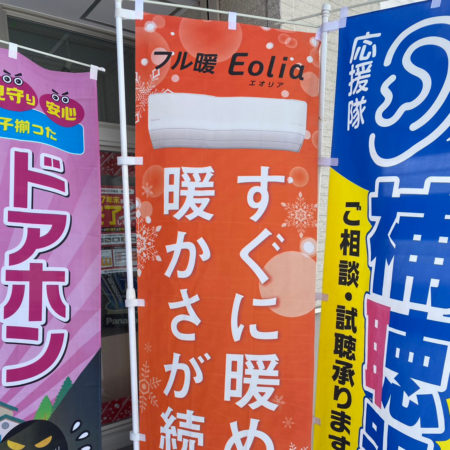 見守り 安心
子揃った
ドアホン
フル暖 Eolia
エオリア
すぐに暖め
暖かさが続
応援隊
補聴器
ご相談・試聴承ります
Pana